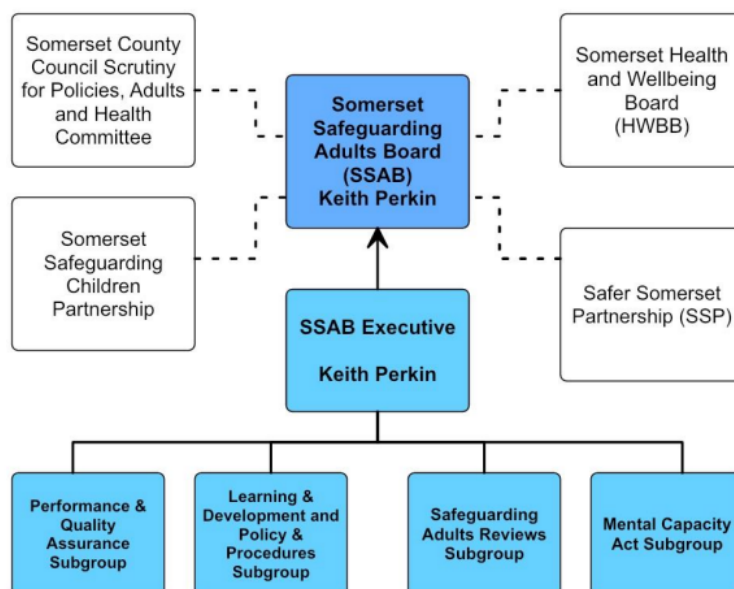 Somerset County
Council Scrutiny
for Policies, Adults
and Health
Committee
Somerset
Safeguarding
Adults Board
(SSAB)
Keith Perkin
Somerset Health
and Wellbeing
Board
(HWBB)
Somerset
Safeguarding
Children
Partnership
Safer Somerset
Partnership (SSP)
SSAB Executive
Keith Perkin
Performance &
Quality
Assurance
Subgroup
Learning &
Development and
Policy &
Procedures
Subgroup
Safeguarding
Adults Reviews
Subgroup
Mental Capacity
Act Subgroup